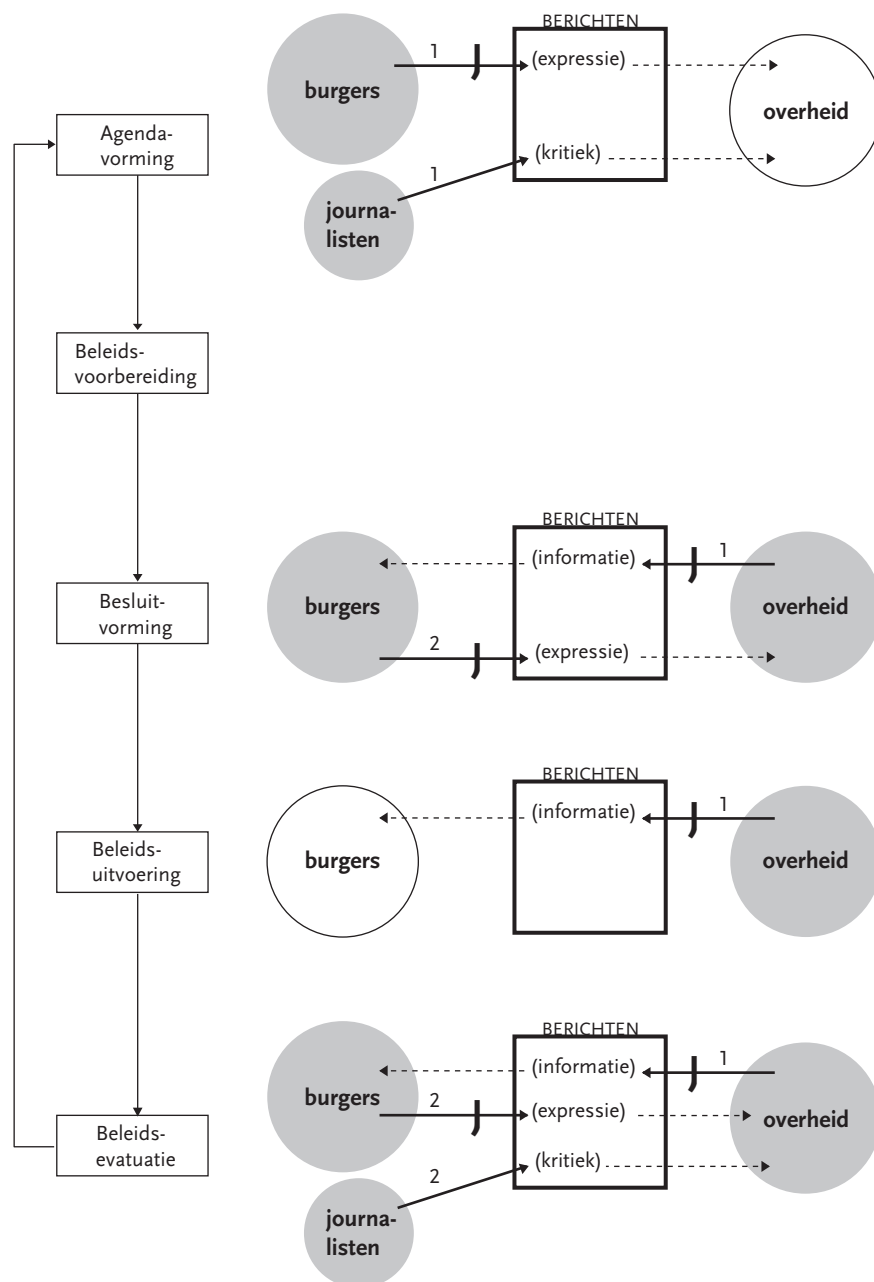 BERICHTEN
1
(expressie)
burgers
overheid
Agenda-
vorming
1
(kritiek)
journa-
listen
Beleids-
voorbereiding
BERICHTEN
(informatie)
1
Besluit-
vorming
burgers
overheid
2
(expressie)
BERICHTEN
(informatie)
1
Beleids-
uitvoering
burgers
overheid
BERICHTEN
(informatie)
1
burgers
2
(expressie)
overheid
Beleids-
evatuatie
2
(kritiek)
journa-
listen